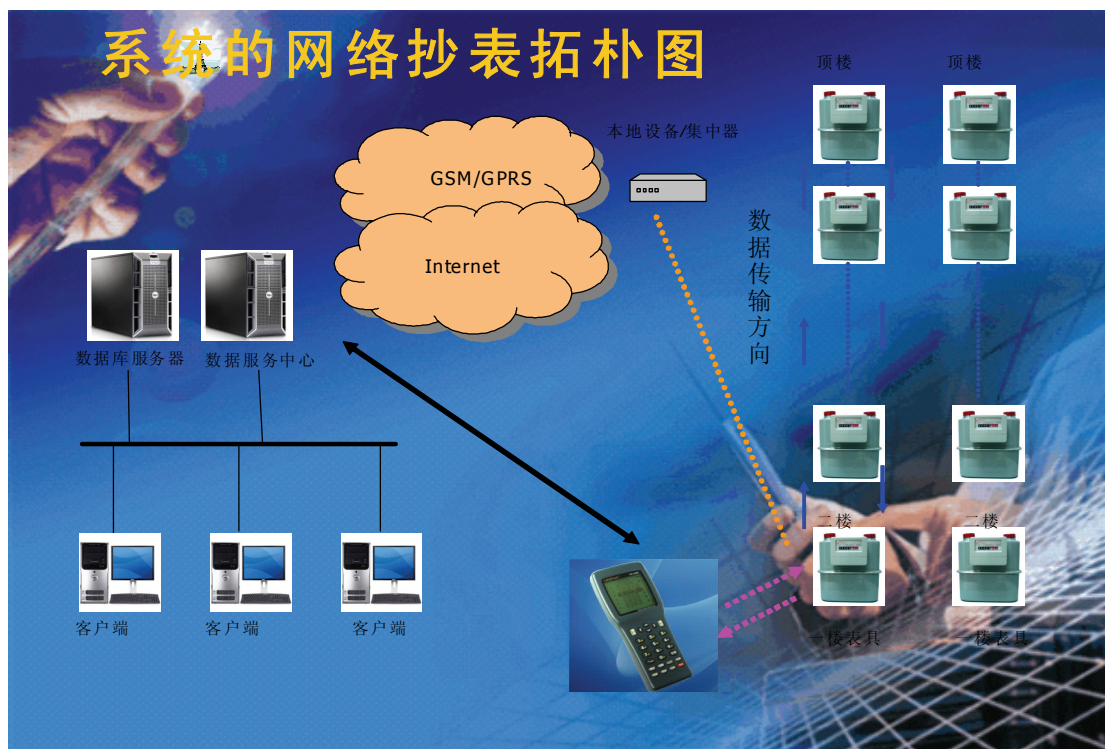 系统的网络抄表拓朴图
顶楼
顶楼
本地设备/集中器
GSM/GPRS
Internet
数据传输方向
数据库服务器
数据服务中心
二楼
二楼
客户端
客户端
客户端
一楼表具
一楼表具